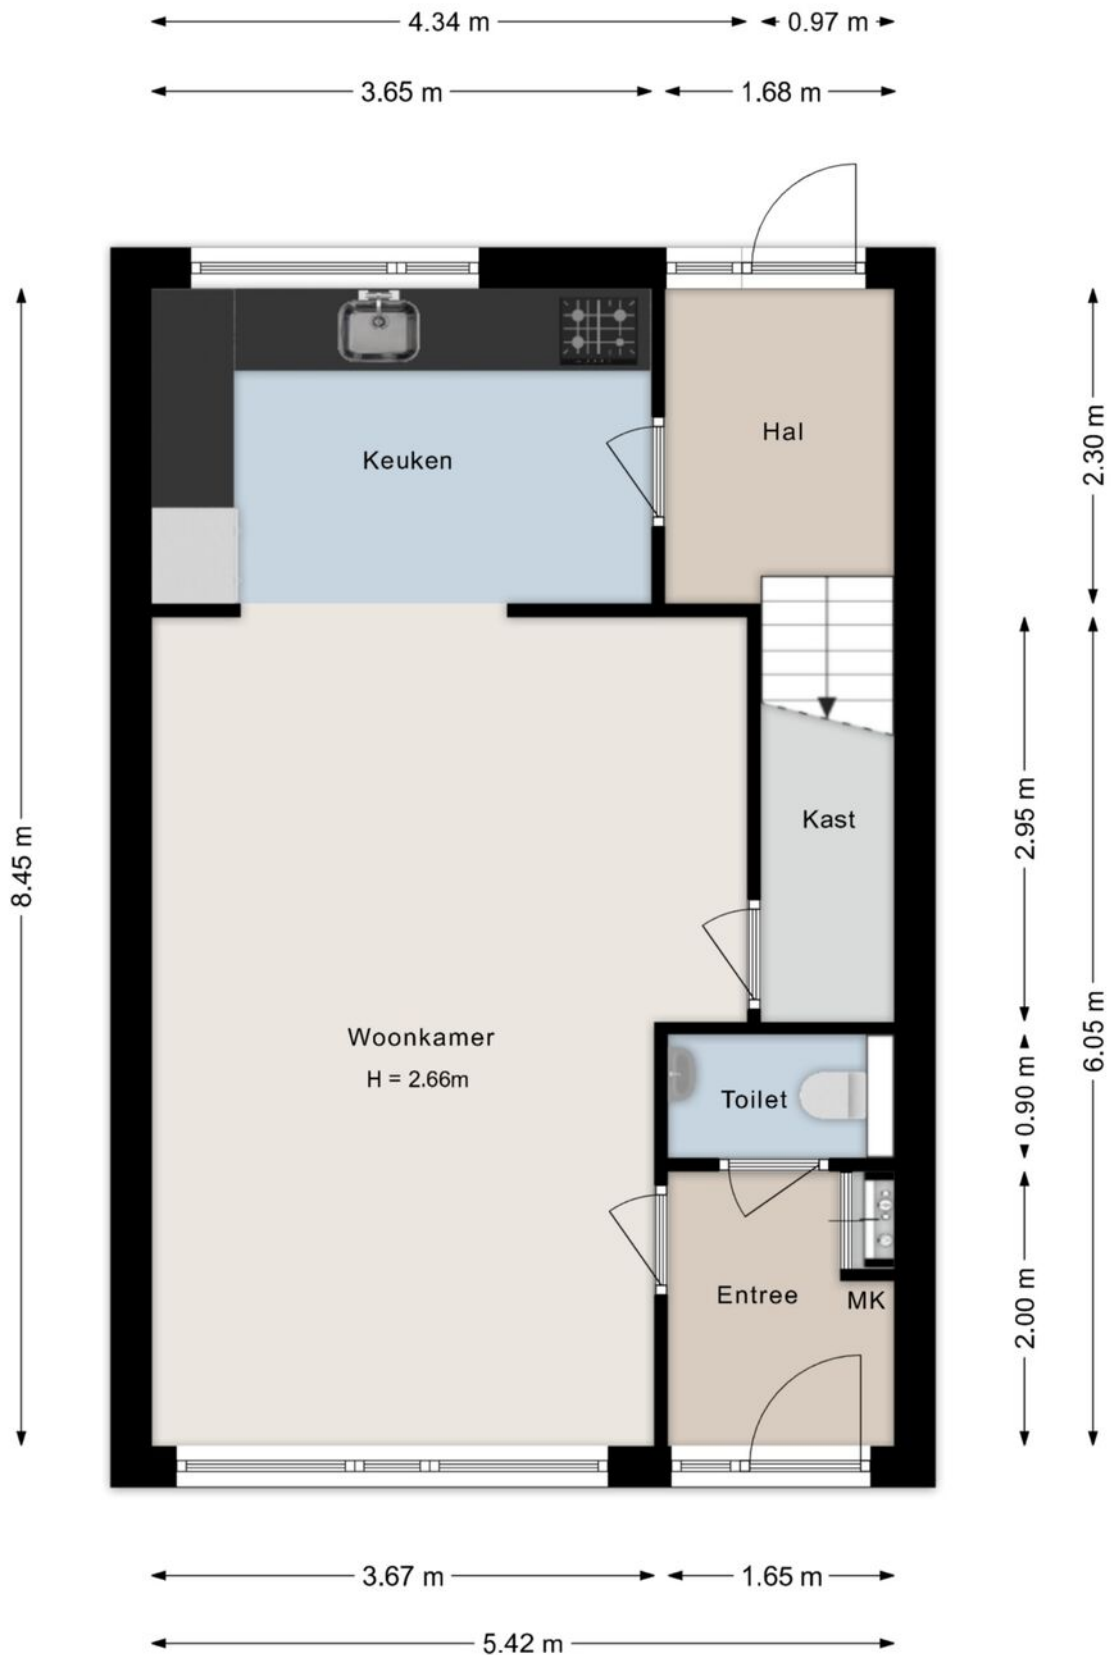 4.34 m
0.97 m
3.65 m
1.68 m
Hal
2.30 m
Keuken
Kast
2.95 m
8.45 m
Woonkamer
H = 2.66m
6.05 m
Toilet
0.90 m
Entree
MK
2.00 m
3.67 m
1.65 m
5.42 m